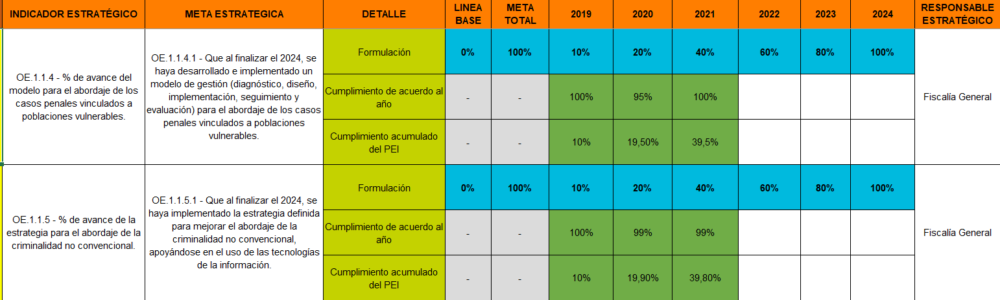 INDICADOR ESTRATÉGICO
META ESTRATEGICA
DETALLE
LINEA
BASE
META
TOTAL
2019
2020
2021
2022
2023
2024
RESPONSABLE
ESTRATÉGICO
OE.1.1.4 - % de avance del
modelo para el abordaje de los
casos penales vinculados a
poblaciones vulnerables.
OE.1.1.4.1 - Que al finalizar el 2024, se
haya desarrollado e implementado un
modelo de gestión (diagnóstico, diseño,
implementación, seguimiento y
evaluación) para el abordaje de los casos
penales vinculados a poblaciones
vulnerables.
Formulación
0%
100%
10%
20%
40%
60%
80%
100%
Cumplimiento de acuerdo al
año
-
-
100%
95%
100%
Cumplimiento acumulado
del PEI
-
-
10%
19,50%
39,5%
Fiscalía General
OE.1.1.5 - % de avance de la
estrategia para el abordaje de la
criminalidad no convencional.
OE.1.1.5.1 - Que al finalizar el 2024, se
haya implementado la estrategia definida
para mejorar el abordaje de la
criminalidad no convencional,
apoyándose en el uso de las tecnologías
de la información.
Formulación
0%
100%
10%
20%
40%
60%
80%
100%
Cumplimiento de acuerdo al
año
-
-
100%
99%
99%
Cumplimiento acumulado
del PEI
-
-
10%
19,90%
39,80%
Fiscalía General